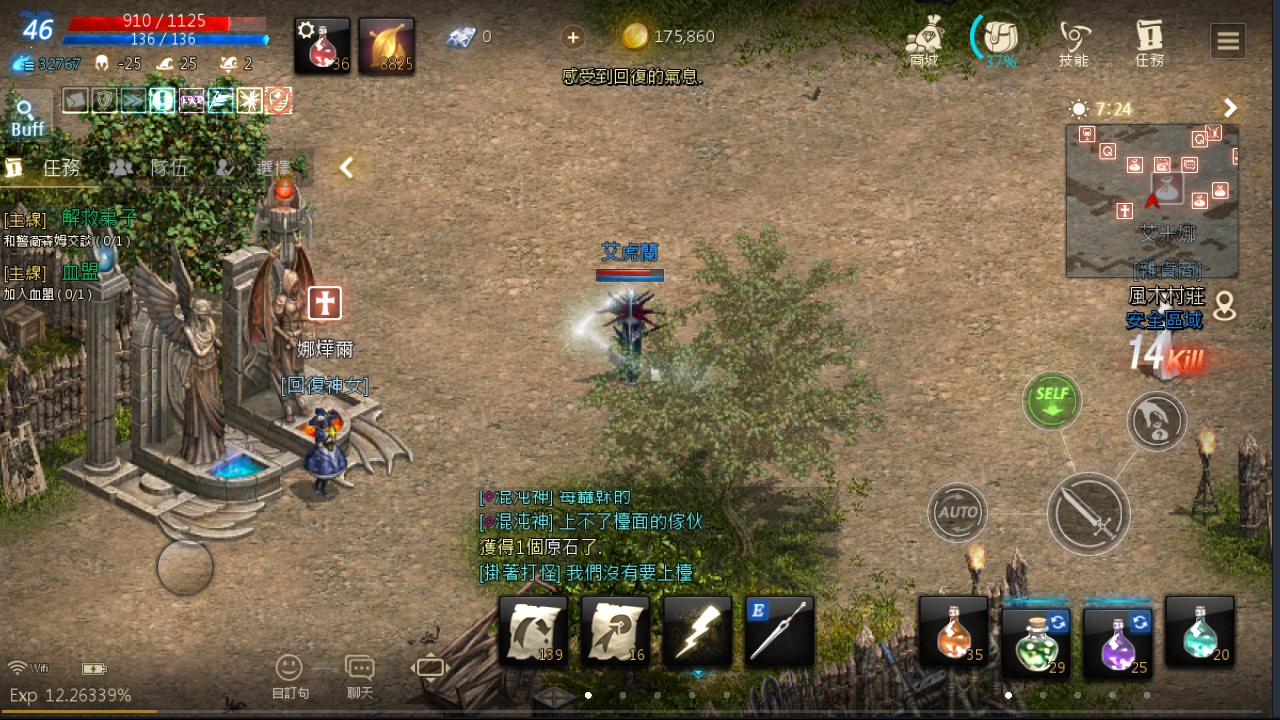 46
910 / 1125
136 / 136
32767
-25
25
2
36
8825
0
175,860
商城
37%
技能
任務
感受到回復的氣息.
EXP
Buff
7:24
任務
隊伍
選擇
[主線] 解救弟子
和警衛森姆交談 (0/1)
[主線] 血盟
加入血盟 (0/1)
艾虎蘭
艾米娜
[雜貨商]
風木村莊
安全區域
14 Kill
娜燁爾
[回復神女]
SELF
AUTO
[混沌神]
[混沌神] 上不了檯面的傢伙
獲得1個原石了.
[掛著打怪] 我們沒有要上檯
139
16
E
35
29
25
20
Wifi
自訂句
聊天
Exp 12.26339%